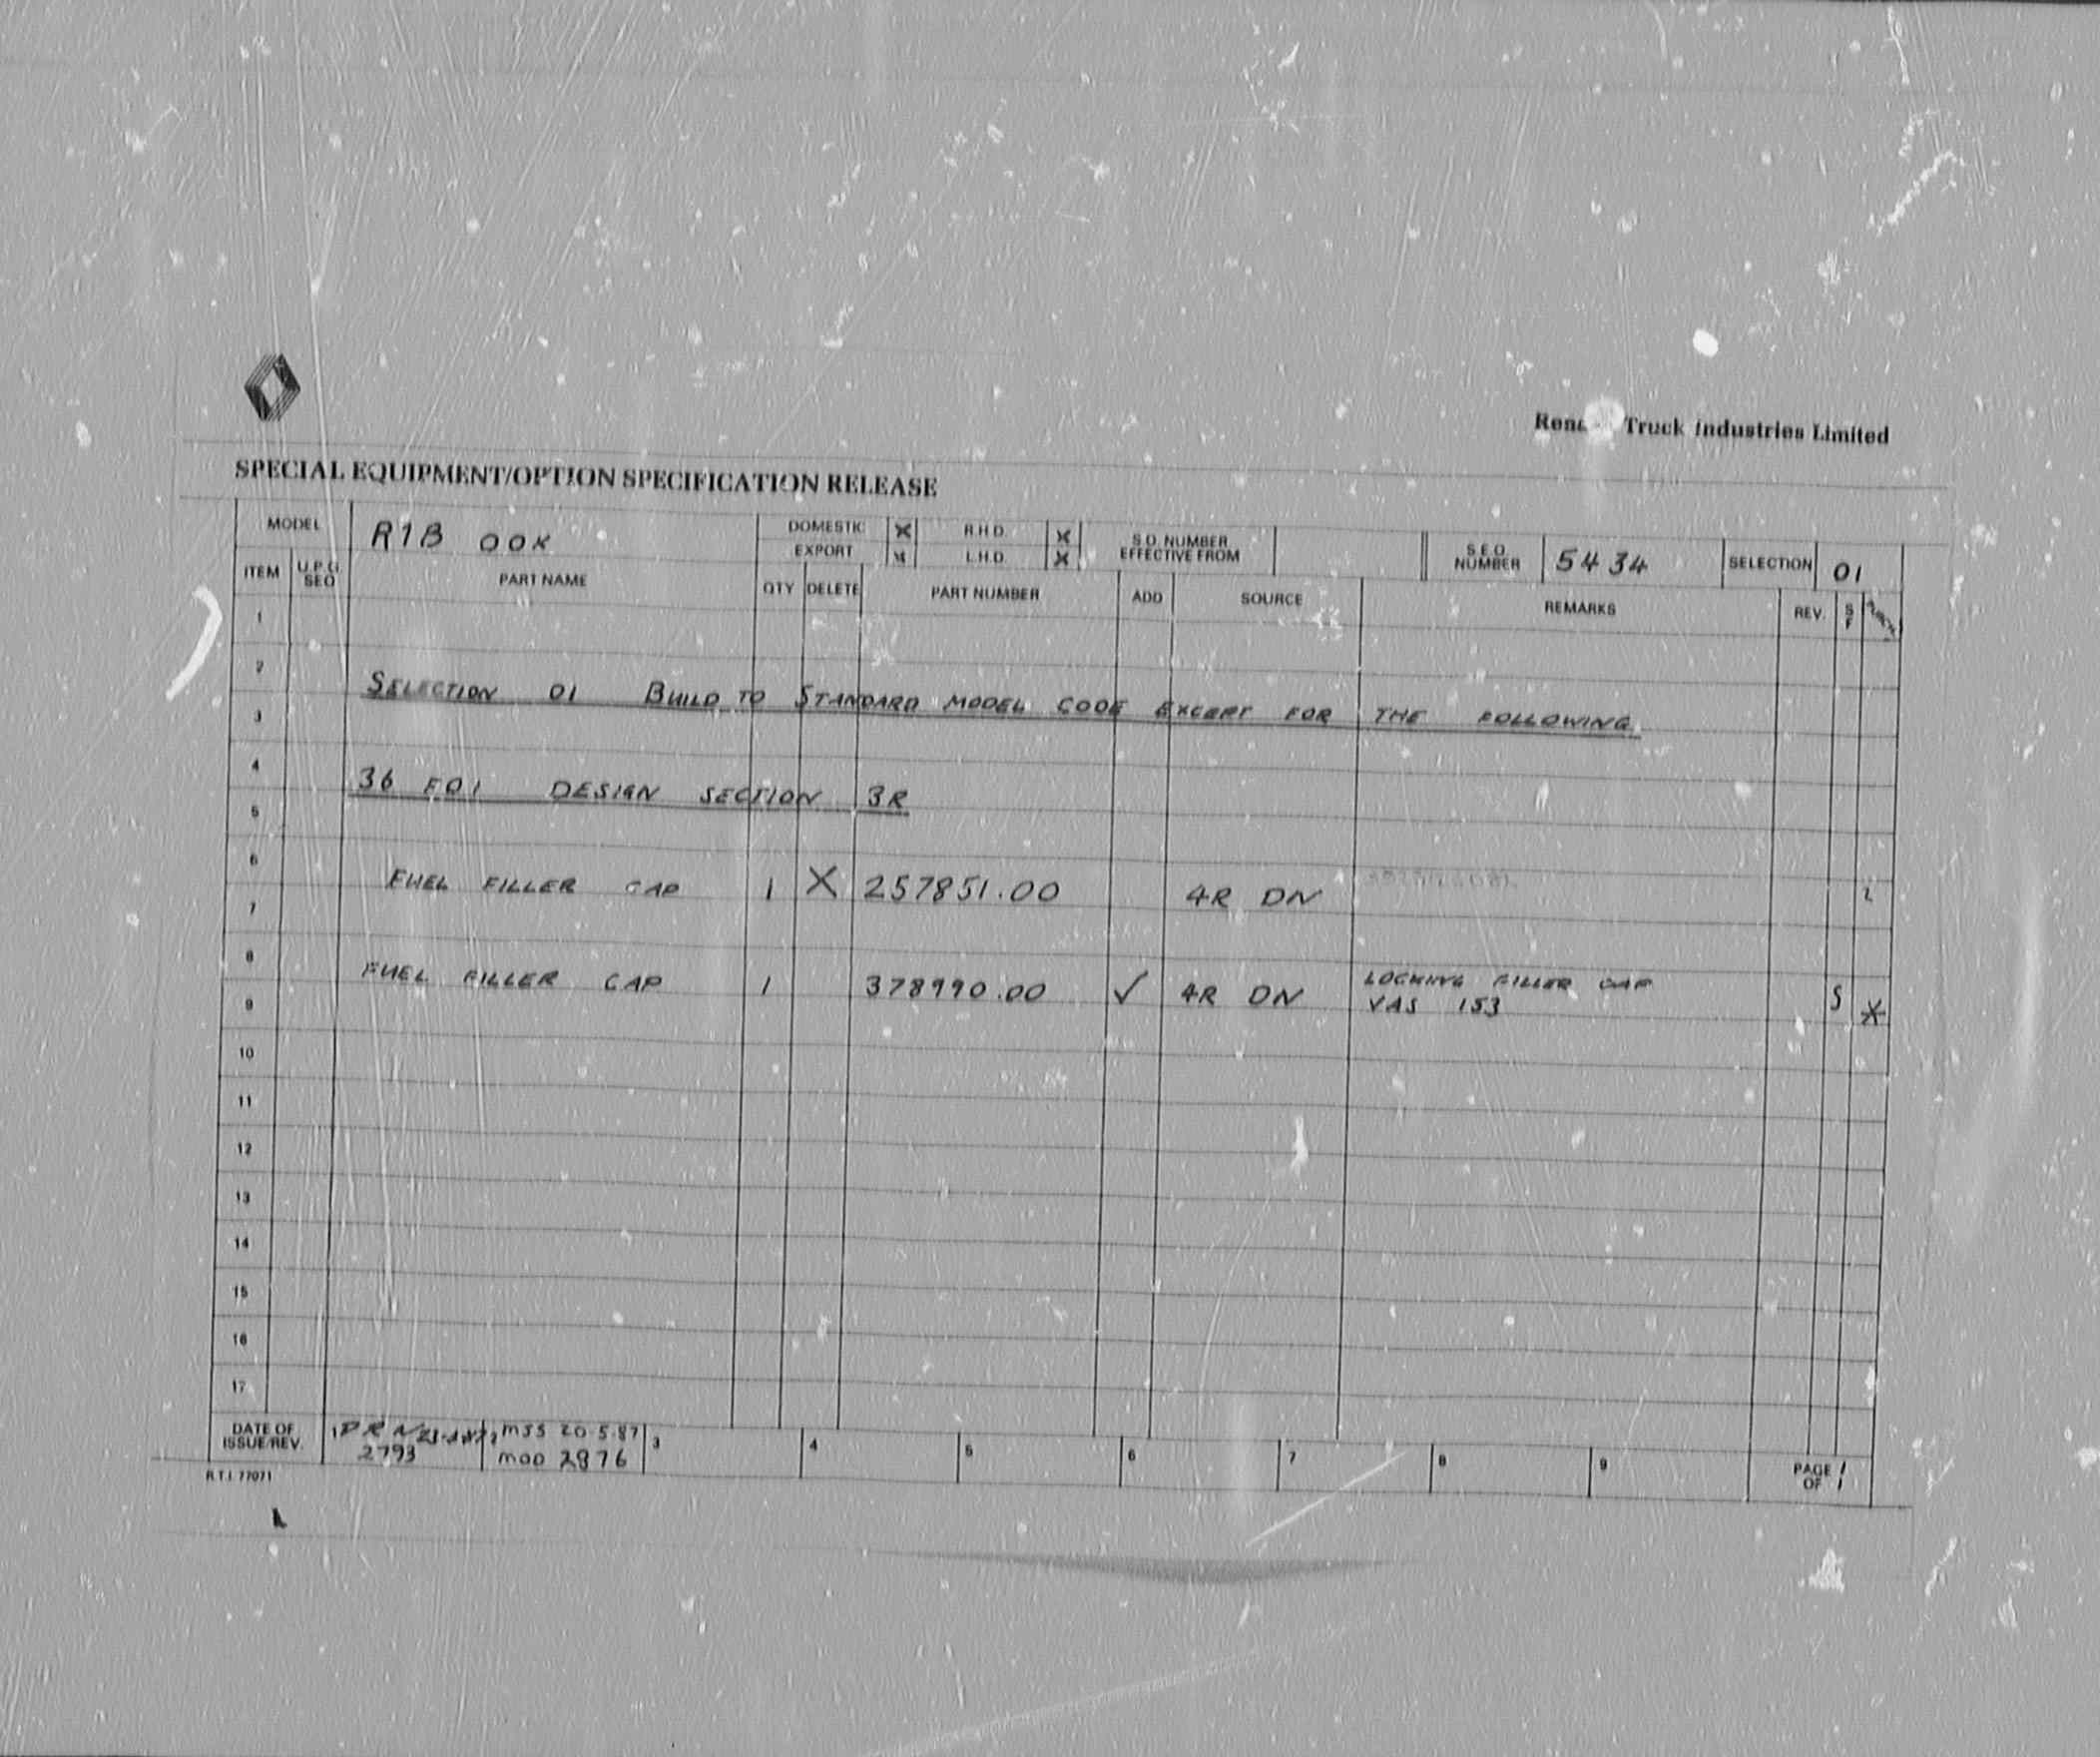 Truck Industries Limited
SPECIAL EQUIPMENT/OPTION SPECIFICATION RELEASE
MODEL R1B 00K DOMESTIC X R.H.D. X S.O. NUMBER EFFECTIVE FROM S.E.O. NUMBER 5434 SELECTION 01
EXPORT X L.H.D. X
ITEM U.P.G. SEQ PART NAME QTY DELETE PART NUMBER ADD SOURCE REMARKS REV. S F
1
2
SELECTION 01 BUILD TO STANDARD MODEL CODE EXCEPT FOR THE FOLLOWING
3
4
36 F01 DESIGN SECTION 3R
5
6
FUEL FILLER CAP 1 X 257851.00 4R DN 2
7
8
FUEL FILLER CAP 1 378990.00 ✓ 4R DN LOCKING FILLER CAP S *
VAS 153
9
10
11
12
13
14
15
16
17
DATE OF ISSUE/REV. 1 P R N 2 MSS 20.5.87 3 4 5 6 7 8 9 PAGE 1
2793 MOD 2876 OF 1
R.T.I. 77071